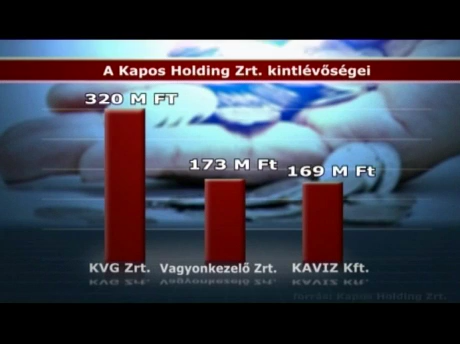 A Kapos Holding Zrt. kintlévőségei
320 M FT
173 M Ft
169 M Ft
KVG Zrt.
Vagyonkezelő Zrt.
KAVIZ Kft.
forrás: Kapos Holding Zrt.